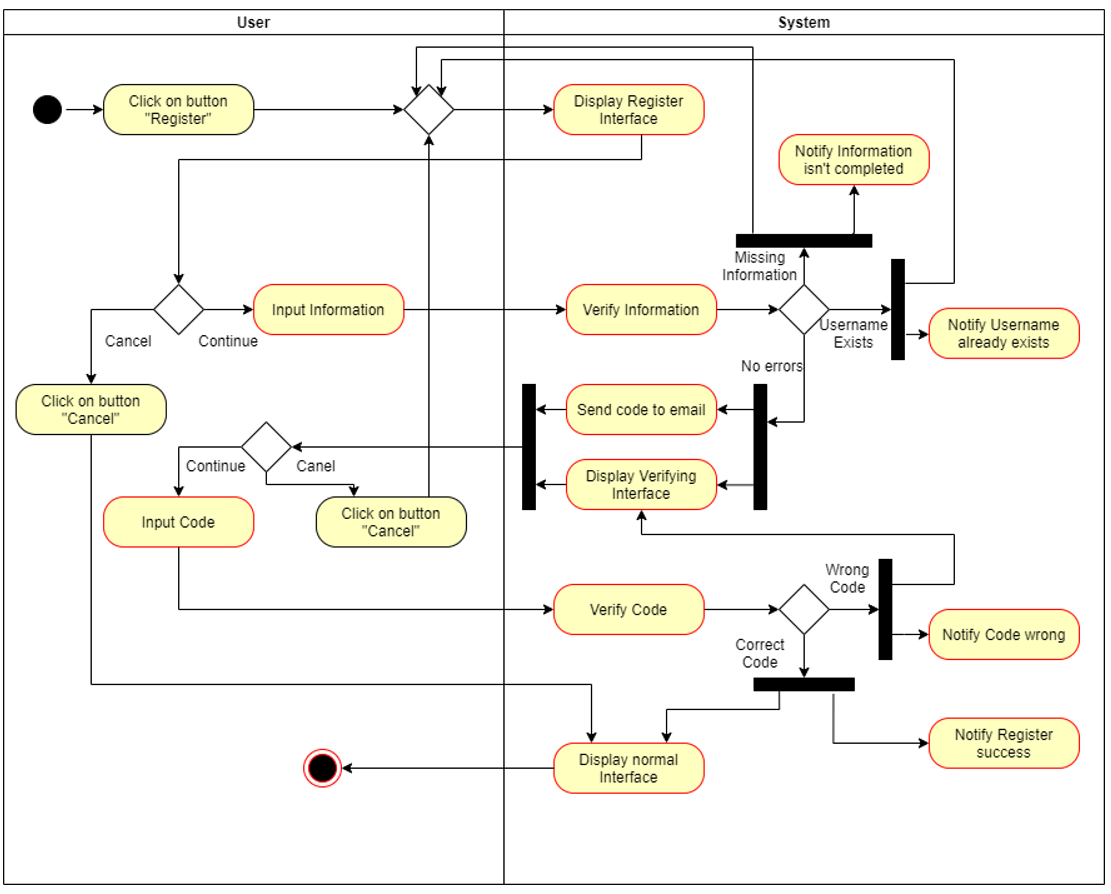 User
System
Click on button
"Register"
Display Register
Interface
Notify Information
isn't completed
Missing
Information
Input Information
Verify Information
Username
Exists
Notify Username
already exists
Cancel
Continue
No errors
Click on button
"Cancel"
Send code to email
Continue
Canel
Display Verifying
Interface
Input Code
Click on button
"Cancel"
Wrong
Code
Verify Code
Notify Code wrong
Correct
Code
Notify Register
success
Display normal
Interface